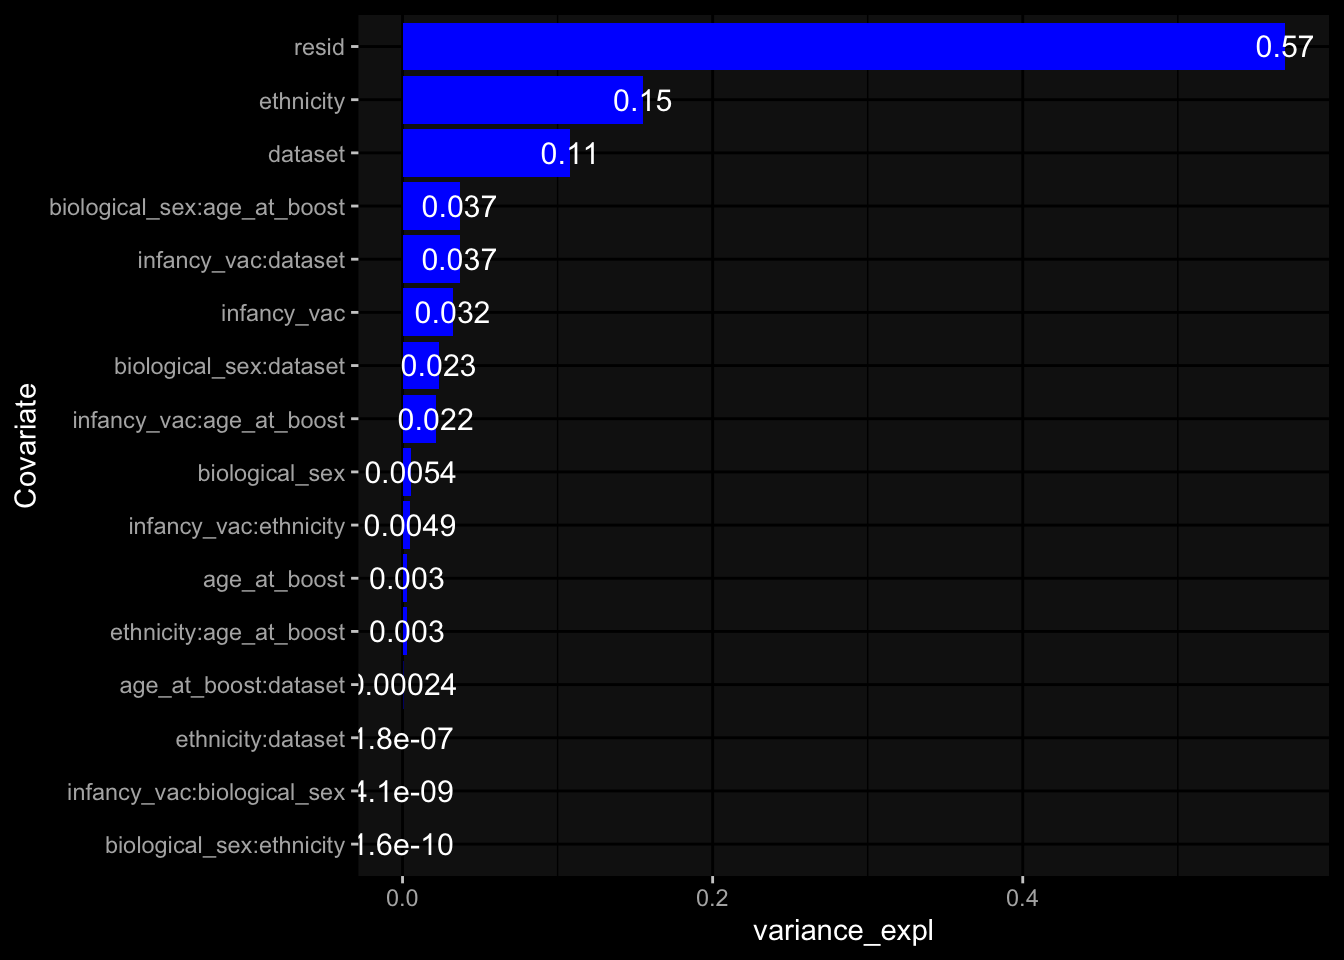 resid 0.57
ethnicity 0.15
dataset 0.11
biological_sex:age_at_boost 0.037
infancy_vac:dataset 0.037
infancy_vac 0.032
biological_sex:dataset 0.023
infancy_vac:age_at_boost 0.022
biological_sex 0.0054
infancy_vac:ethnicity 0.0049
age_at_boost 0.003
ethnicity:age_at_boost 0.003
age_at_boost:dataset 0.00024
ethnicity:dataset 1.8e-07
infancy_vac:biological_sex 4.1e-09
biological_sex:ethnicity 1.6e-10
Covariate
0.0 0.2 0.4
variance_expl